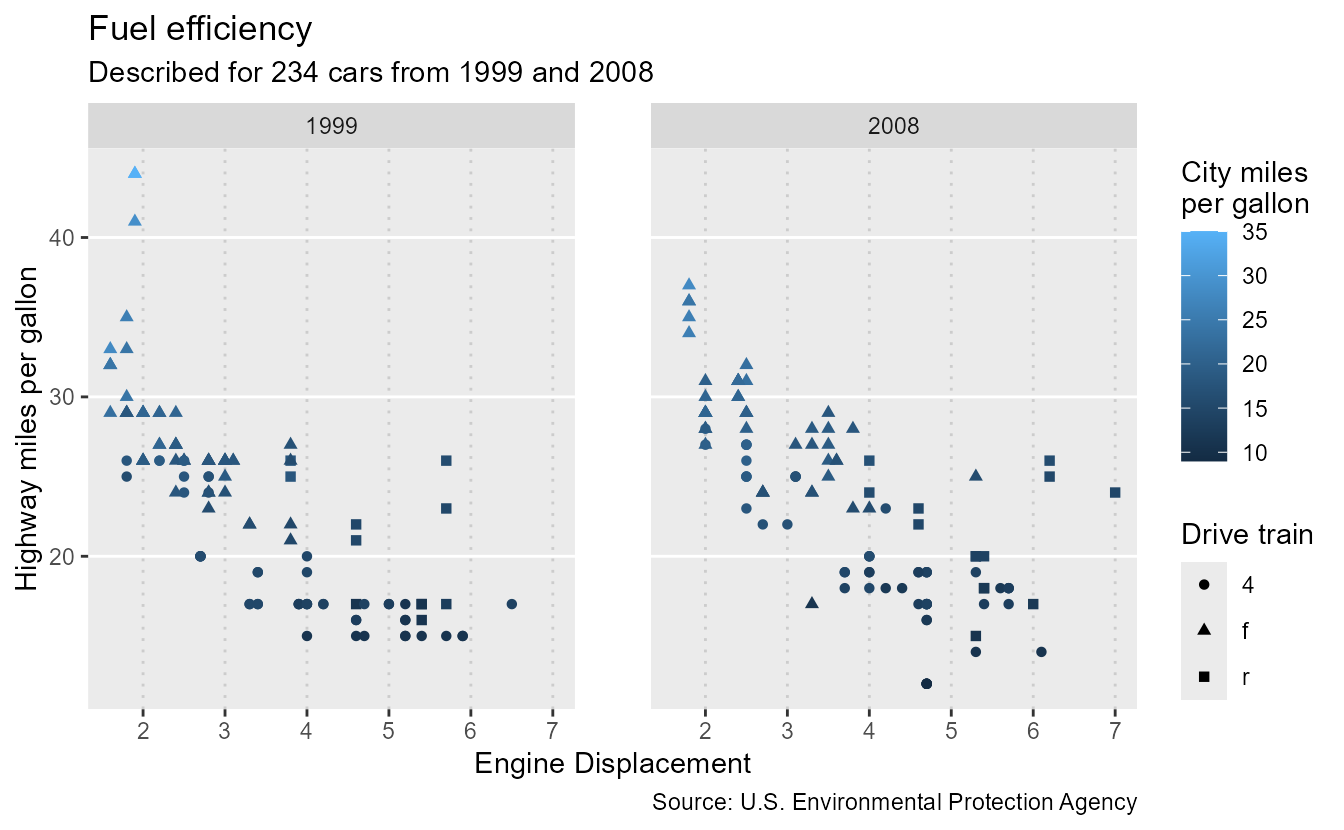 Fuel efficiency
Described for 234 cars from 1999 and 2008
1999
2008
Highway miles per gallon
40
30
20
2 3 4 5 6 7
2 3 4 5 6 7
Engine Displacement
Source: U.S. Environmental Protection Agency
City miles
per gallon
35
30
25
20
15
10
Drive train
4
f
r